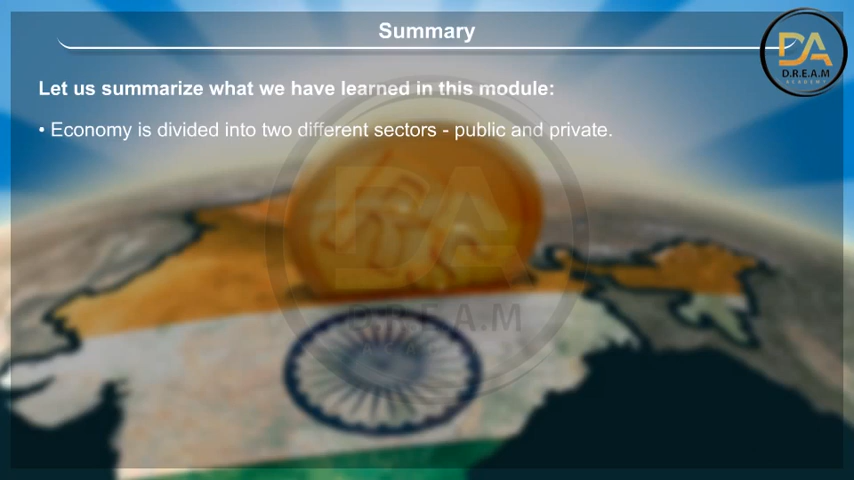 Summary
DA
D.R.E.A.M
ACADEMY
Let us summarize what we have learned in this module:
• Economy is divided into two different sectors - public and private.
DA
D.R.E.A.M